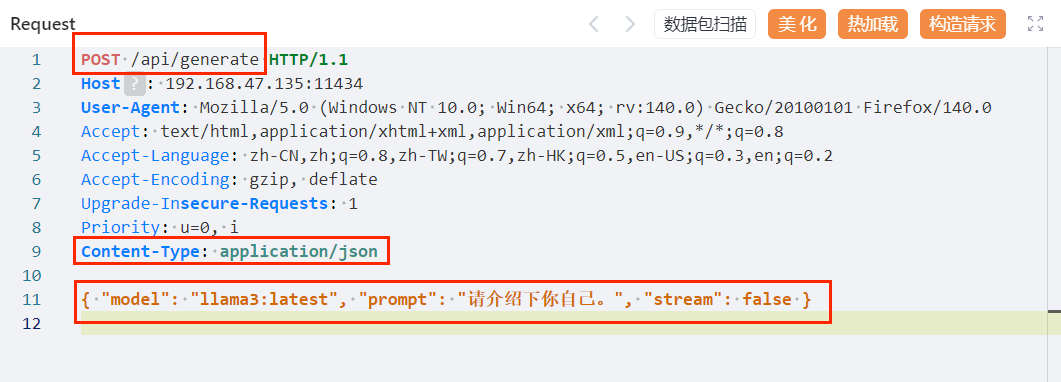 Request
数据包扫描
美化
热加载
构造请求
1 POST /api/generate HTTP/1.1
2 Host ? : 192.168.47.135:11434
3 User-Agent: Mozilla/5.0 (Windows NT 10.0; Win64; x64; rv:140.0) Gecko/20100101 Firefox/140.0
4 Accept: text/html,application/xhtml+xml,application/xml;q=0.9,*/*;q=0.8
5 Accept-Language: zh-CN,zh;q=0.8,zh-TW;q=0.7,zh-HK;q=0.5,en-US;q=0.3,en;q=0.2
6 Accept-Encoding: gzip, deflate
7 Upgrade-Insecure-Requests: 1
8 Priority: u=0, i
9 Content-Type: application/json
10
11 { "model": "llama3:latest", "prompt": "请介绍下你自己。", "stream": false }
12